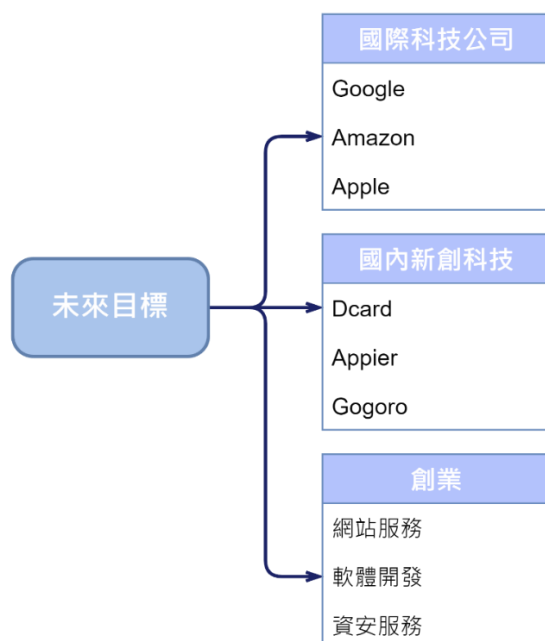 國際科技公司
Google
Amazon
Apple
未來目標
國內新創科技
Dcard
Appier
Gogoro
創業
網站服務
軟體開發
資安服務